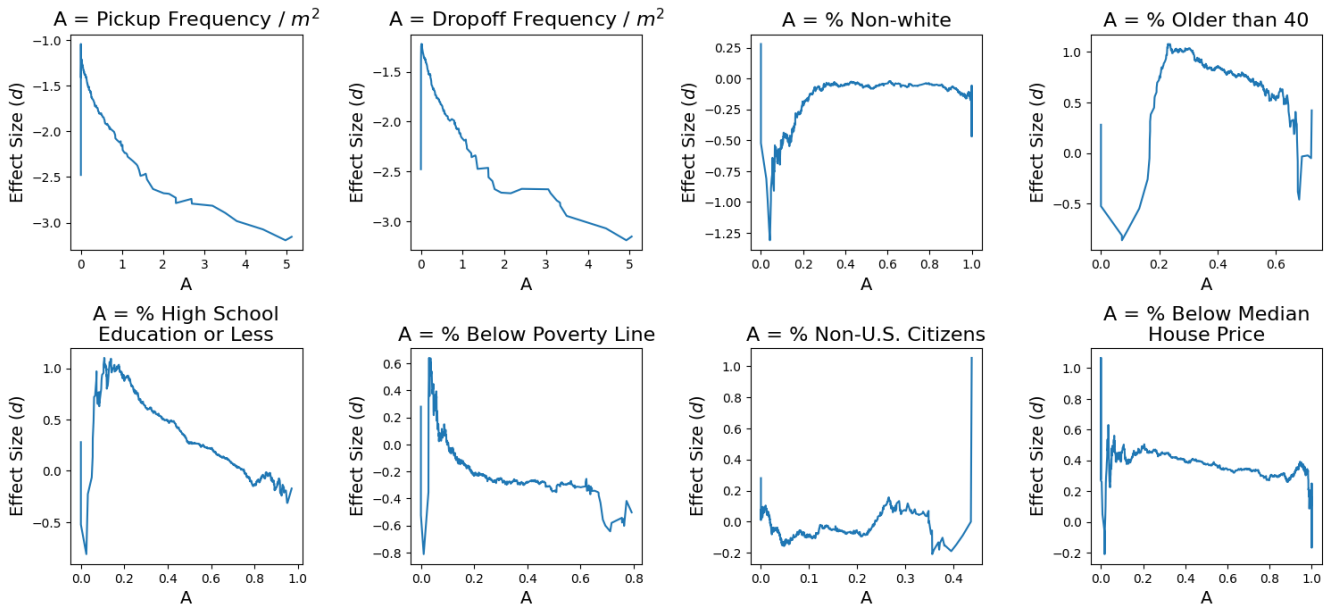 A = Pickup Frequency / m²
Effect Size (d)
−1.0
−1.5
−2.0
−2.5
−3.0
0 1 2 3 4 5
A
A = Dropoff Frequency / m²
Effect Size (d)
−1.5
−2.0
−2.5
−3.0
0 1 2 3 4 5
A
A = % Non-white
Effect Size (d)
0.25
0.00
−0.25
−0.50
−0.75
−1.00
−1.25
0.0 0.2 0.4 0.6 0.8 1.0
A
A = % Older than 40
Effect Size (d)
1.0
0.5
0.0
−0.5
0.0 0.2 0.4 0.6
A
A = % High School
Education or Less
Effect Size (d)
1.0
0.5
0.0
−0.5
0.0 0.2 0.4 0.6 0.8 1.0
A
A = % Below Poverty Line
Effect Size (d)
0.6
0.4
0.2
0.0
−0.2
−0.4
−0.6
−0.8
0.0 0.2 0.4 0.6 0.8
A
A = % Non-U.S. Citizens
Effect Size (d)
1.0
0.8
0.6
0.4
0.2
0.0
−0.2
0.0 0.1 0.2 0.3 0.4
A
A = % Below Median
House Price
Effect Size (d)
1.0
0.8
0.6
0.4
0.2
0.0
−0.2
0.0 0.2 0.4 0.6 0.8 1.0
A